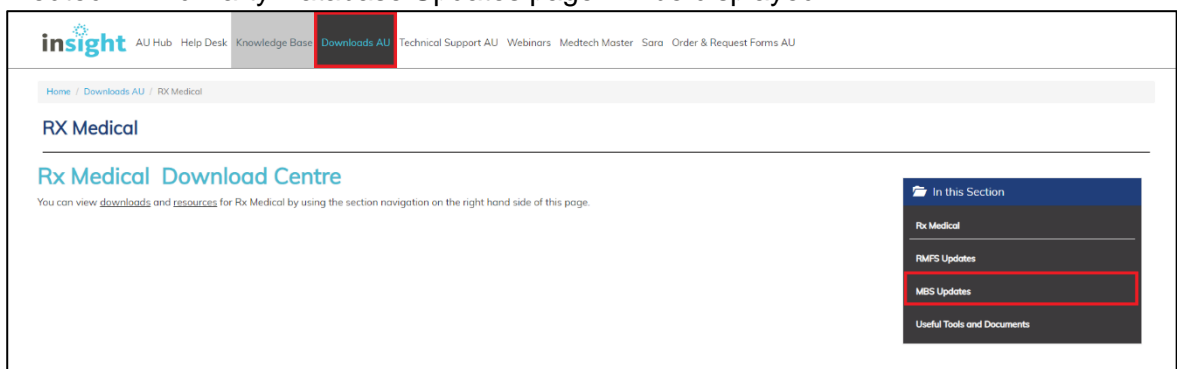 insight AU Hub Help Desk Knowledge Base Downloads AU Technical Support AU Webinars Medtech Master Sara Order & Request Forms AU
Home / Downloads AU / RX Medical
RX Medical
Rx Medical Download Centre
You can view downloads and resources for Rx Medical by using the section navigation on the right hand side of this page.
In this Section
Rx Medical
RMFS Updates
MBS Updates
Useful Tools and Documents